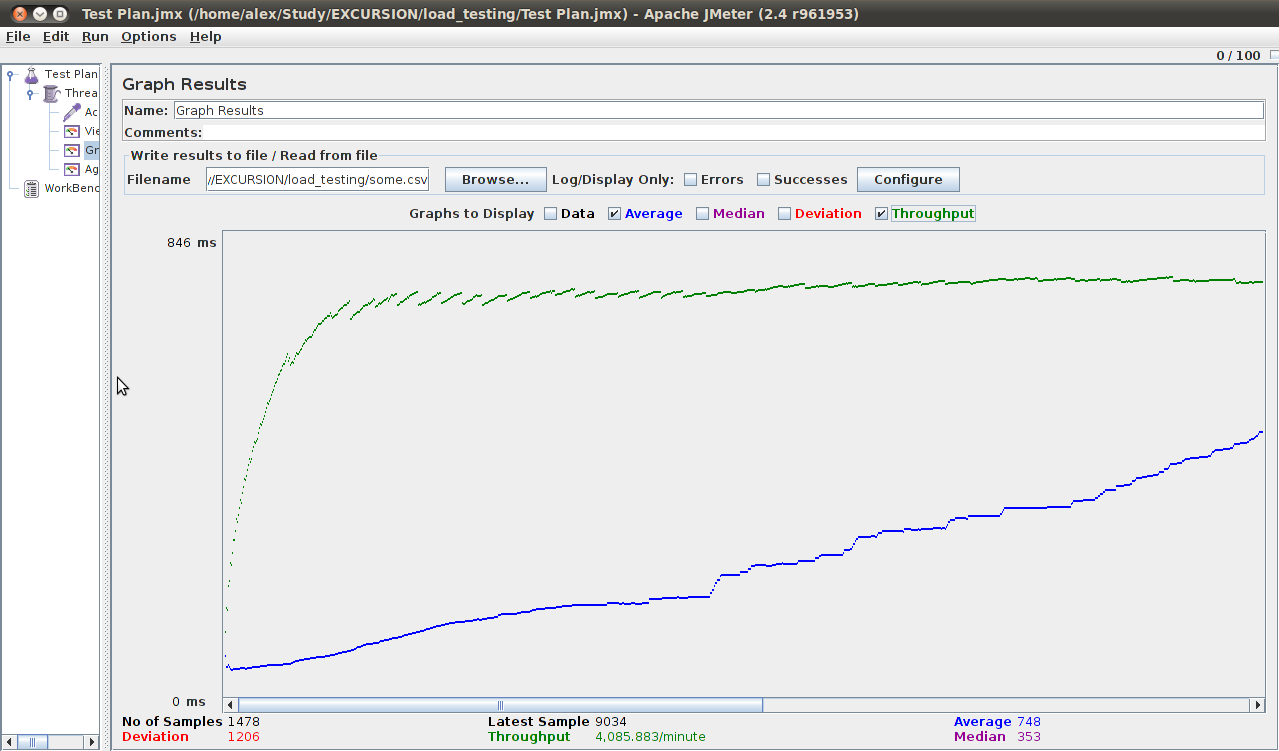 Test Plan.jmx (/home/alex/Study/EXCURSION/load_testing/Test Plan.jmx) - Apache JMeter (2.4 r961953)
File Edit Run Options Help
0 / 100
Test Plan
Threa
Ac
Vie
Gr
Ag
WorkBenc
Graph Results
Name: Graph Results
Comments:
Write results to file / Read from file
Filename //EXCURSION/load_testing/some.csv Browse... Log/Display Only: Errors Successes Configure
Graphs to Display Data Average Median Deviation Throughput
846 ms
0 ms
No of Samples 1478 Latest Sample 9034 Average 748
Deviation 1206 Throughput 4,085.883/minute Median 353